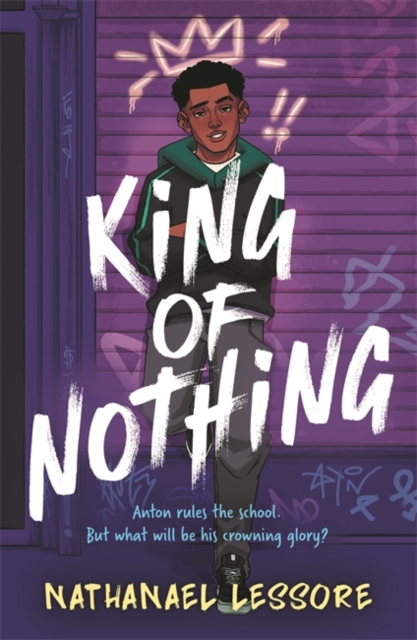 !!
KING
OF
NOTHING
Anton rules the school.
But what will be his crowning glory?
NATHANAEL LESSORE